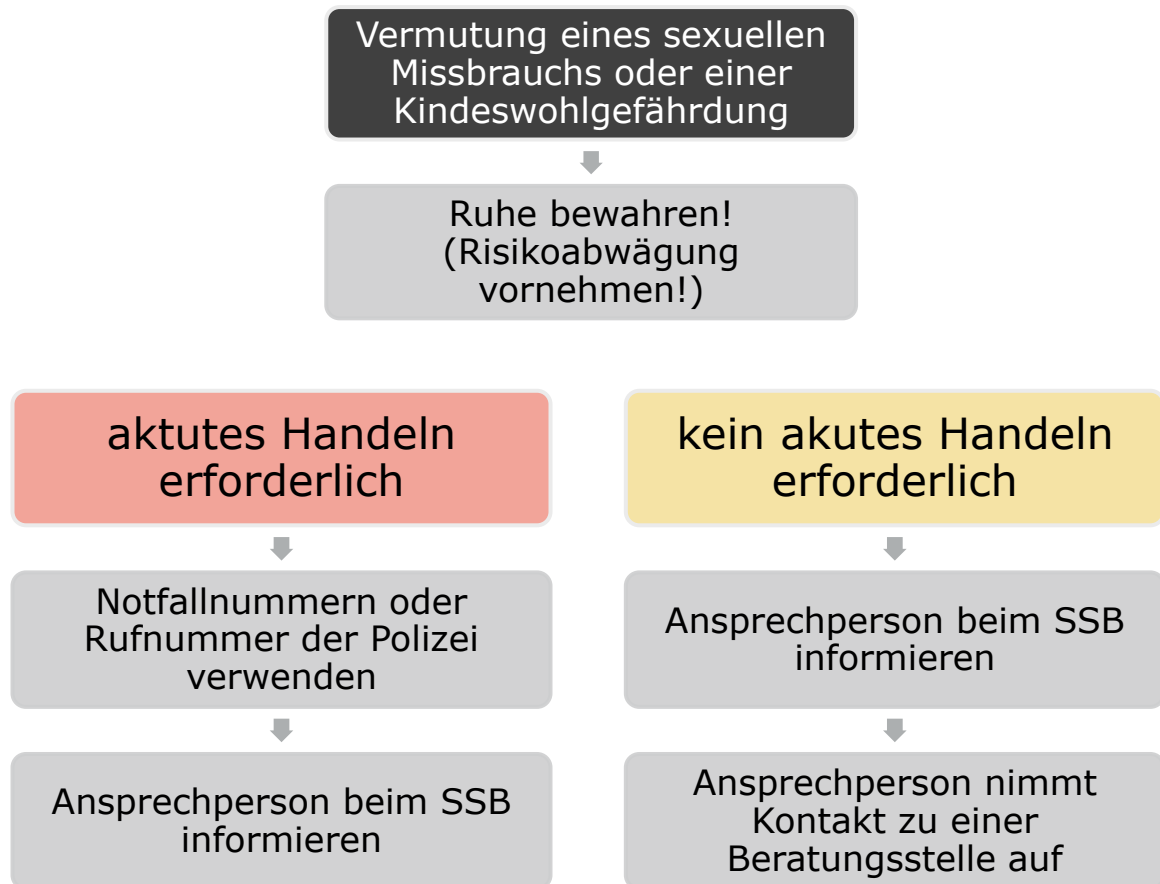 Vermutung eines sexuellen
Missbrauchs oder einer
Kindeswohlgefährdung
Ruhe bewahren!
(Risikoabwägung
vornehmen!)
aktutes Handeln
erforderlich
Notfallnummern oder
Rufnummer der Polizei
verwenden
Ansprechperson beim SSB
informieren
kein akutes Handeln
erforderlich
Ansprechperson beim SSB
informieren
Ansprechperson nimmt
Kontakt zu einer
Beratungsstelle auf